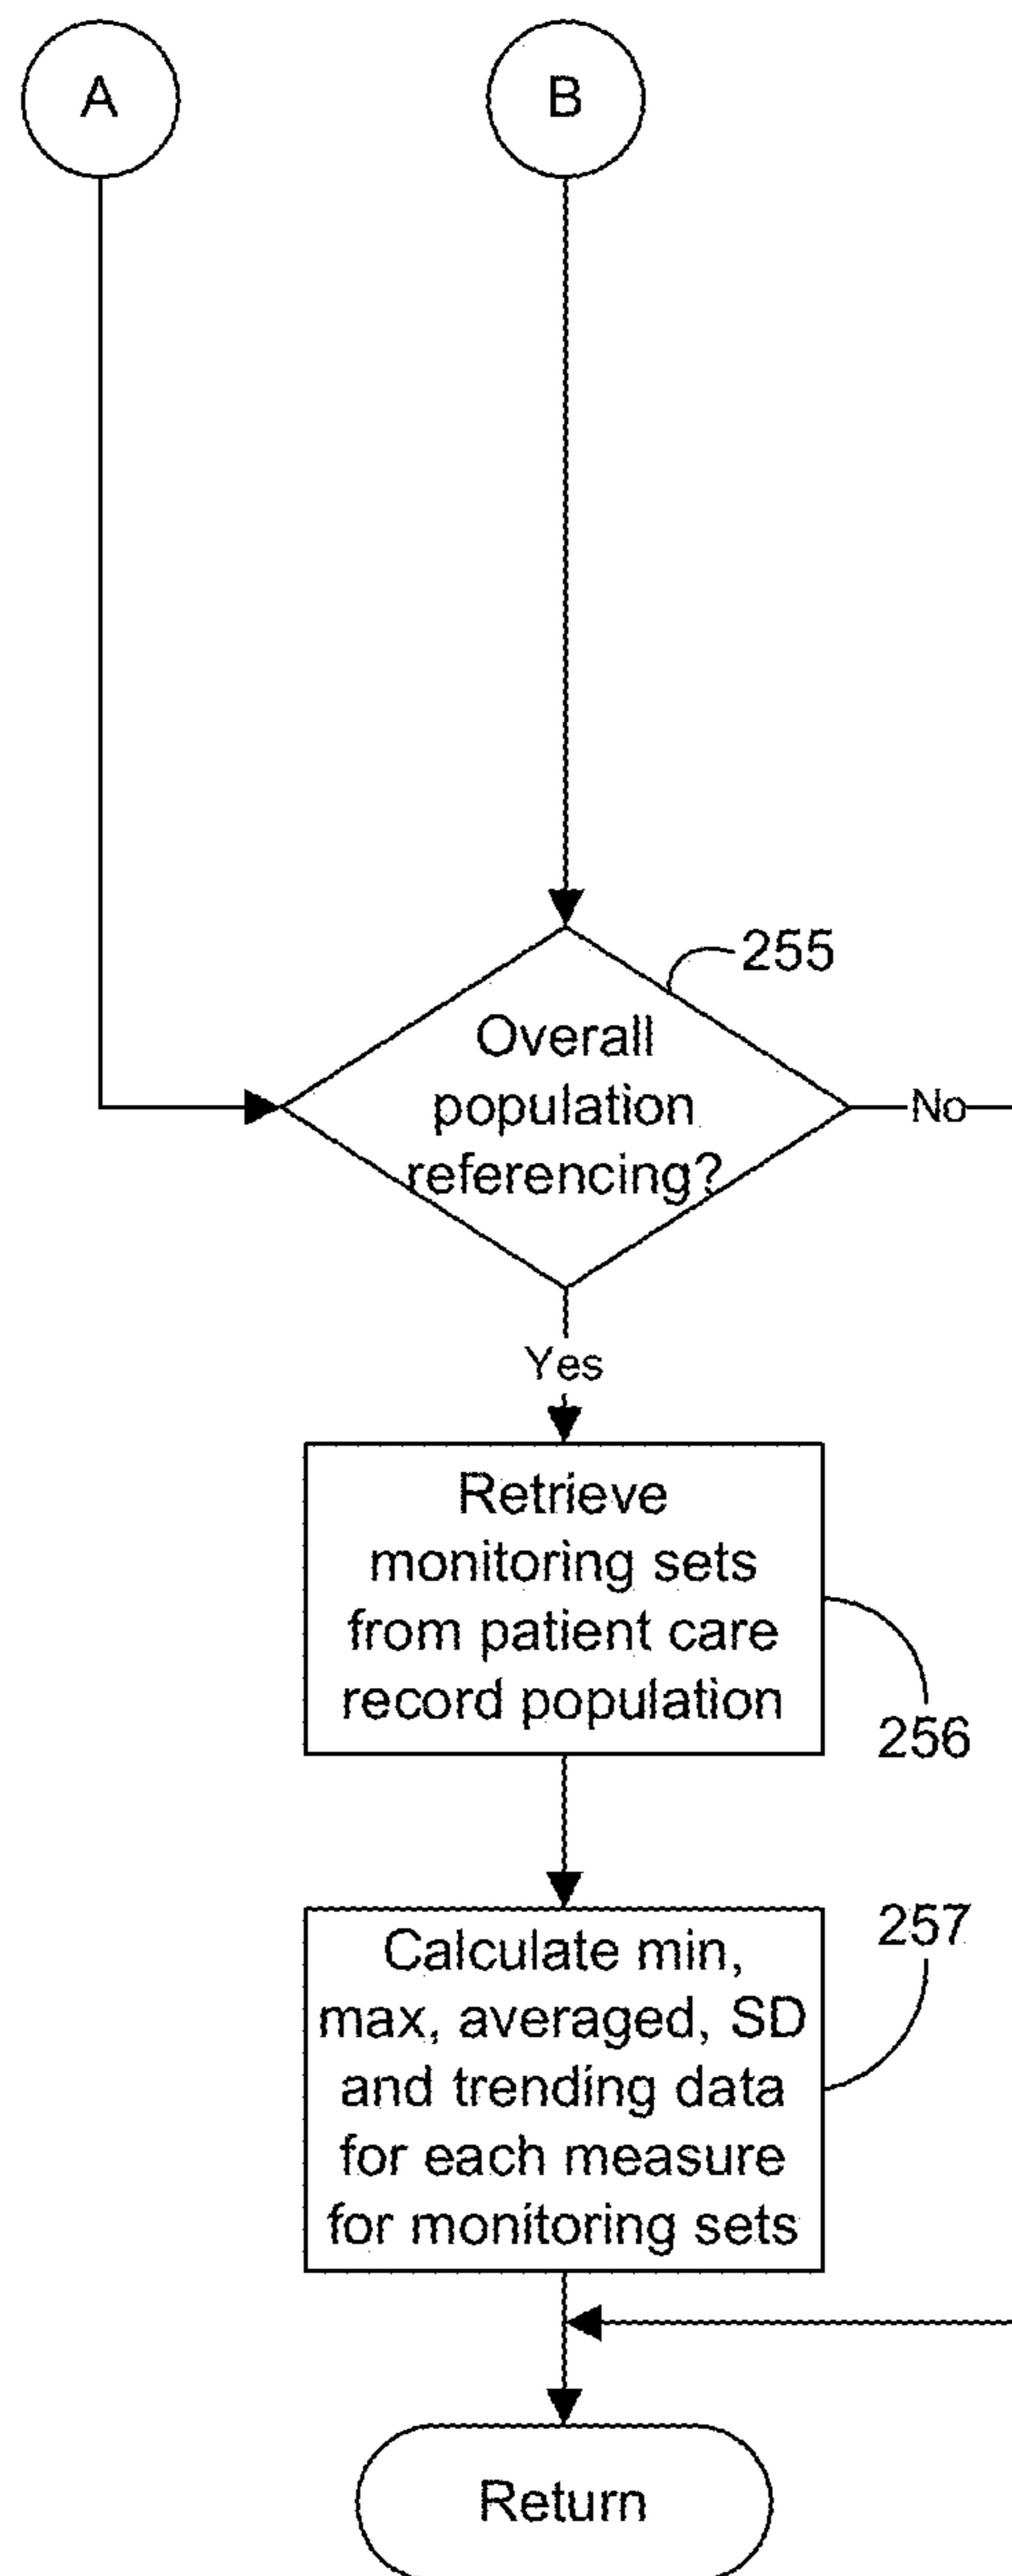 A
B
255
Overall
population
referencing?
No
Yes
Retrieve
monitoring sets
from patient care
record population
256
257
Calculate min,
max, averaged, SD
and trending data
for each measure
for monitoring sets
Return